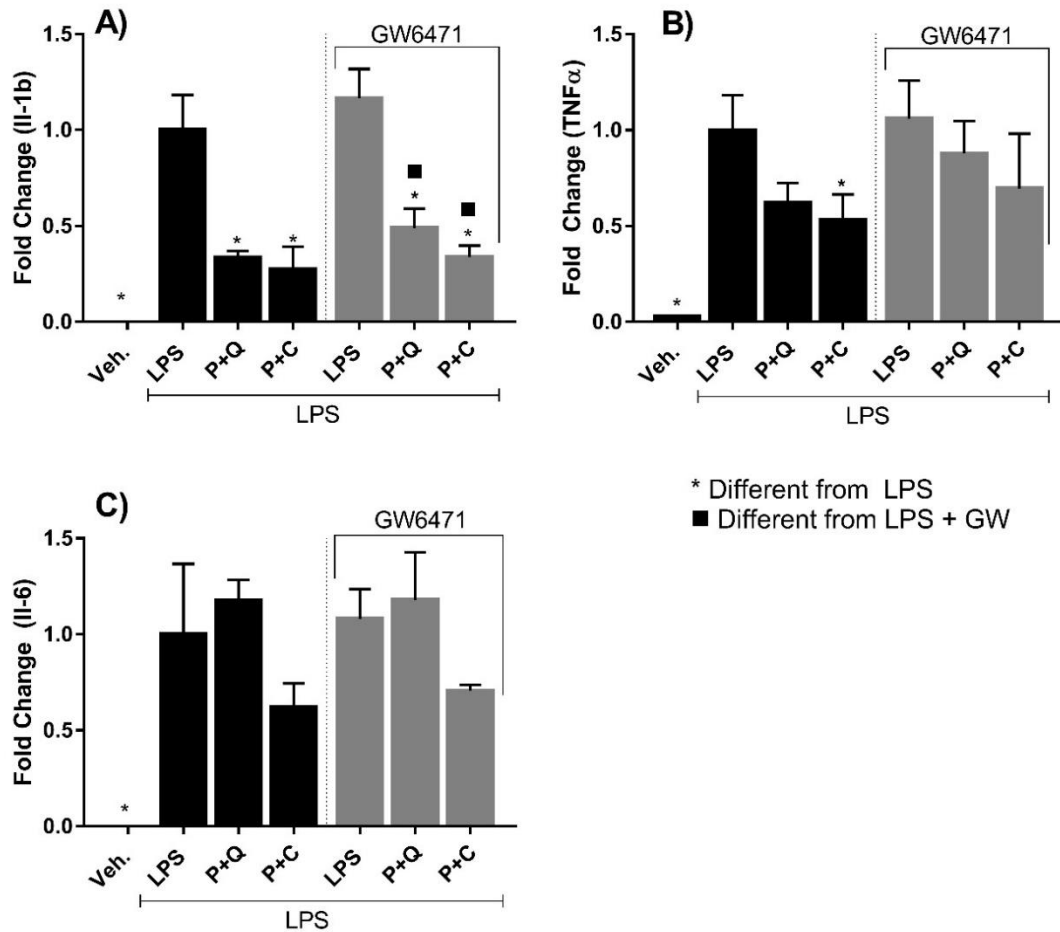 A)
GW6471
Fold Change (Il-1b)
1.5
1.0
0.5
0.0
*
*
*
■
*
■
*
Veh.
LPS
P+Q
P+C
LPS
P+Q
P+C
LPS
B)
GW6471
Fold Change (TNFα)
1.5
1.0
0.5
0.0
*
*
Veh.
LPS
P+Q
P+C
LPS
P+Q
P+C
LPS
* Different from LPS
■ Different from LPS + GW
C)
GW6471
Fold Change (Il-6)
1.5
1.0
0.5
0.0
*
Veh.
LPS
P+Q
P+C
LPS
P+Q
P+C
LPS